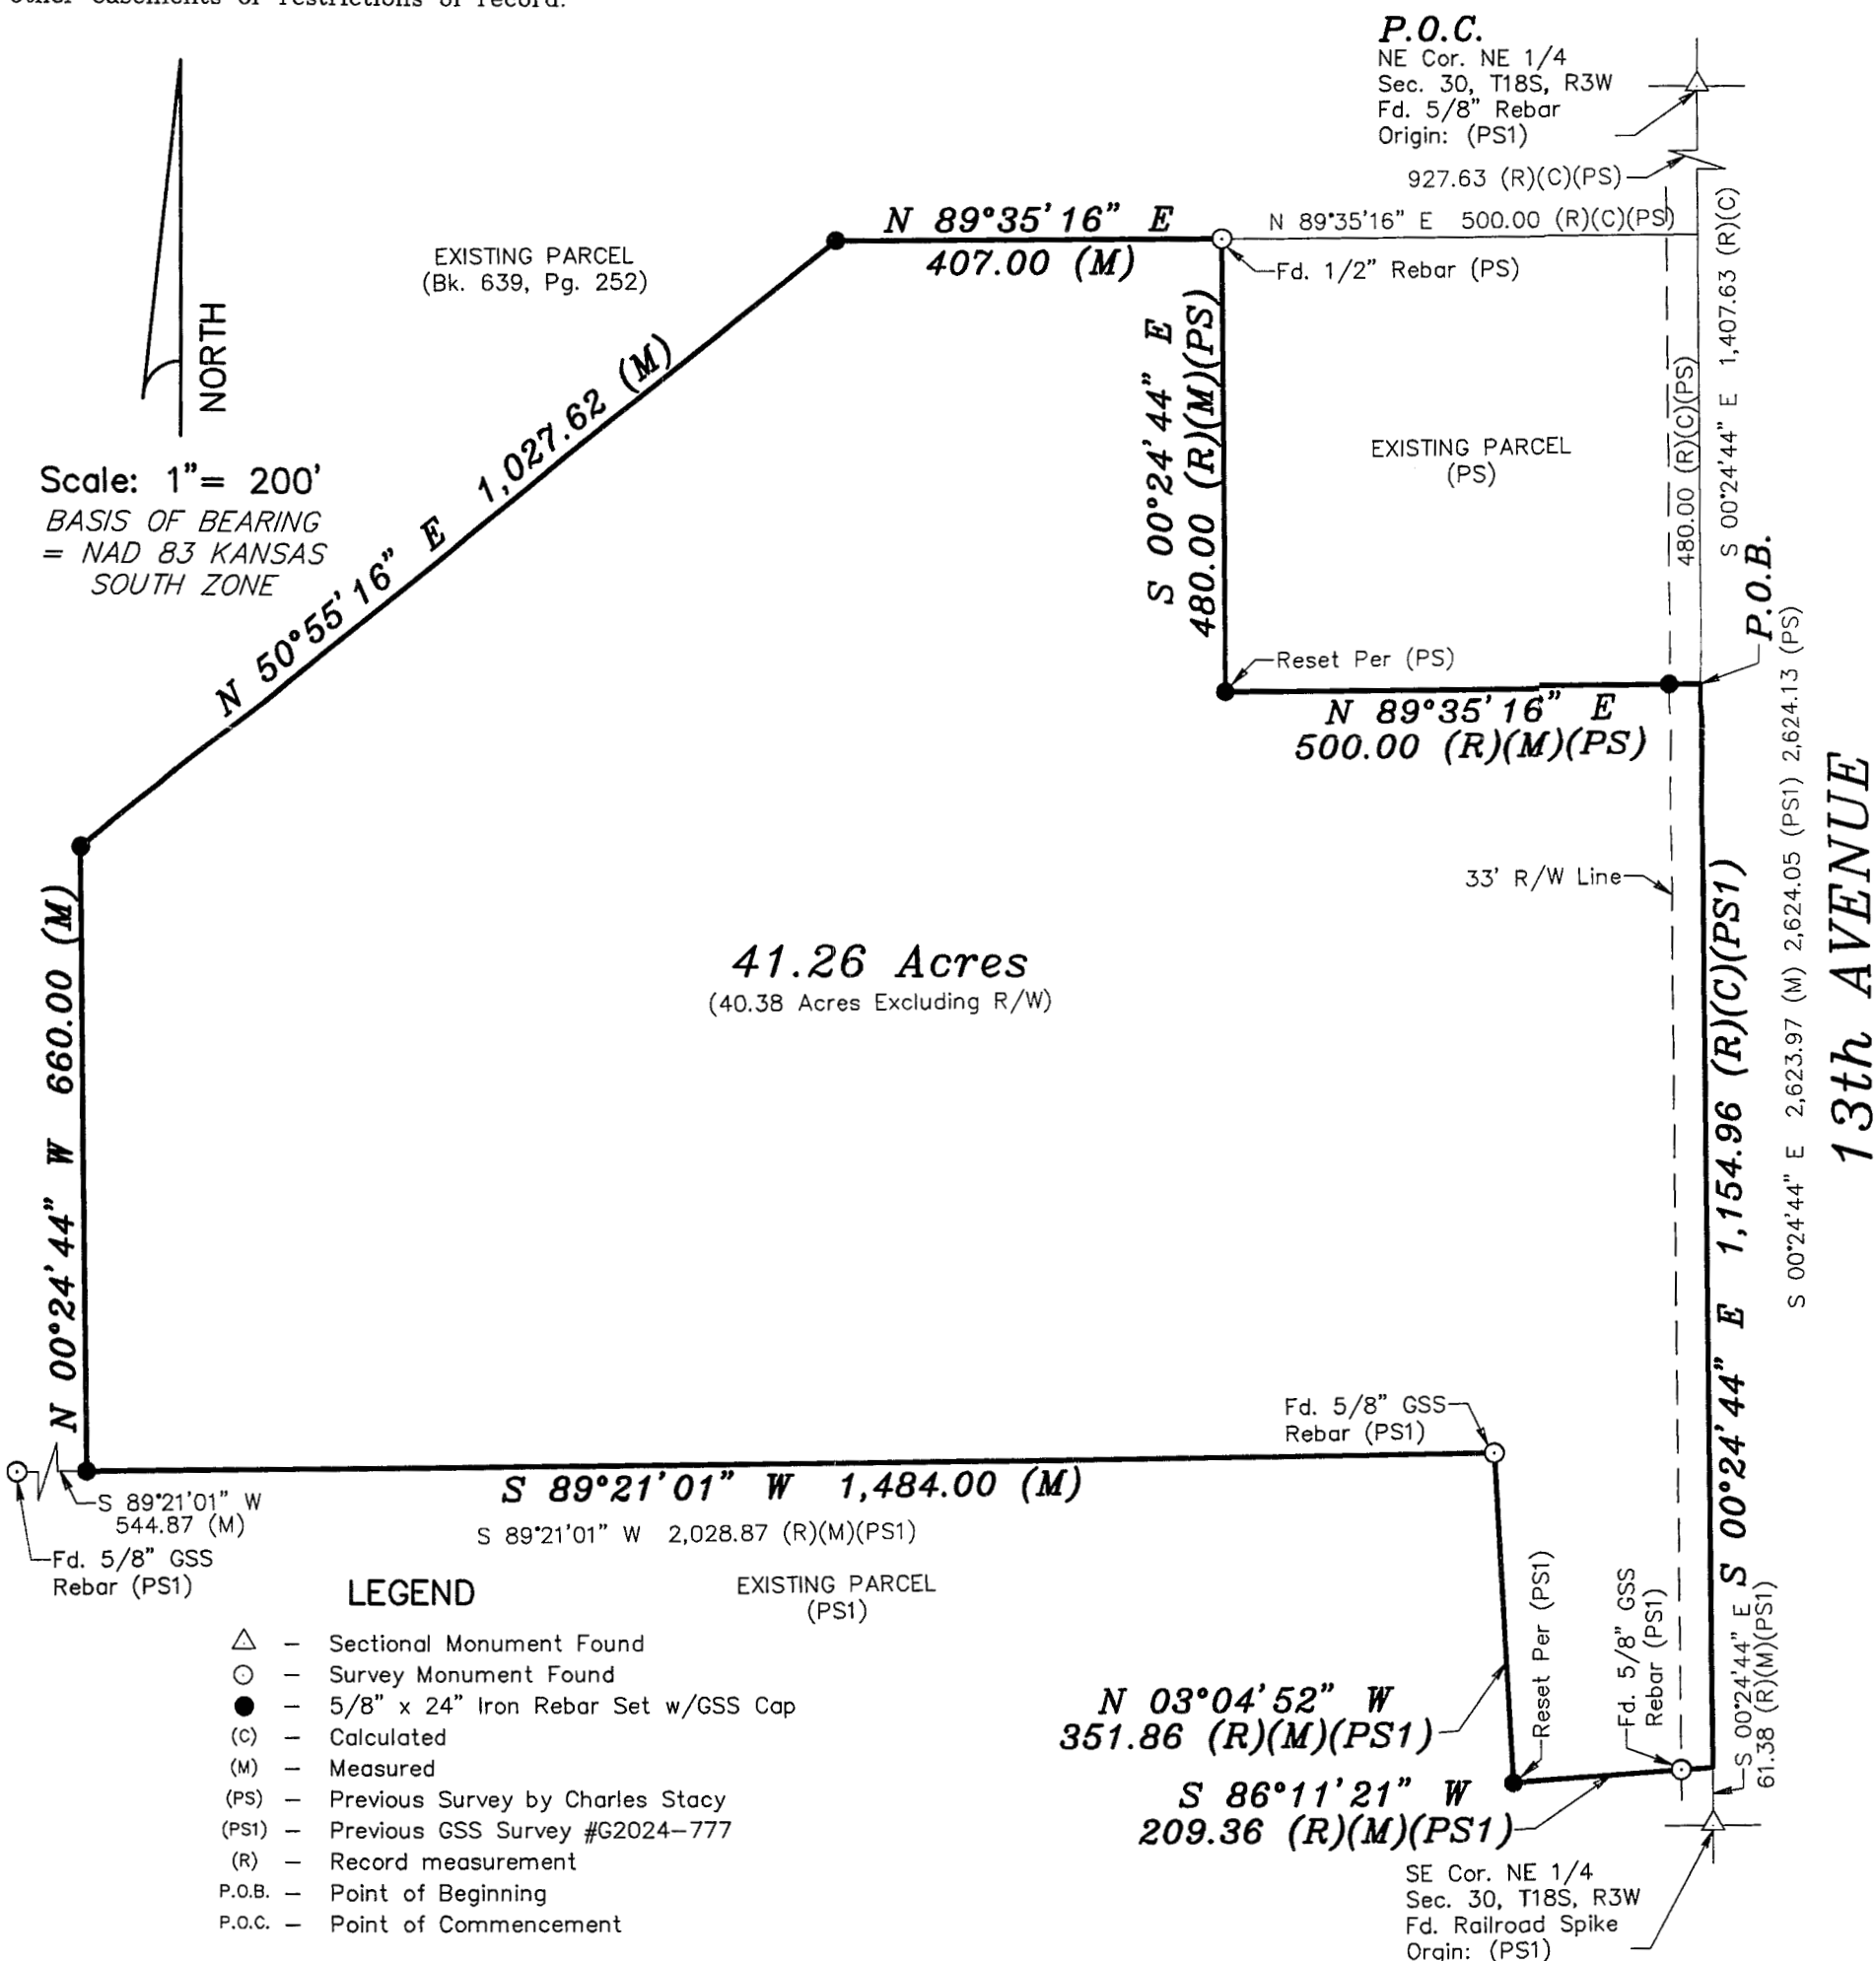 other easements or restrictions of record.
P.O.C.
NE Cor. NE 1/4
Sec. 30, T18S, R3W
Fd. 5/8" Rebar
Origin: (PS1)
927.63 (R)(C)(PS)
N 89°35'16" E
407.00 (M)
N 89°35'16" E 500.00 (R)(C)(PS)
Fd. 1/2" Rebar (PS)
EXISTING PARCEL
(Bk. 639, Pg. 252)
NORTH
Scale: 1"= 200'
BASIS OF BEARING
= NAD 83 KANSAS
SOUTH ZONE
N 50°55'16" E 1,027.62 (M)
S 00°24'44" E
480.00 (R)(M)(PS)
EXISTING PARCEL
(PS)
480.00 (R)(C)(PS)
S 00°24'44" E 1,407.63 (R)(C)
P.O.B.
Reset Per (PS)
N 89°35'16" E
500.00 (R)(M)(PS)
S 00°24'44" E 2,623.97 (M) 2,624.05 (PS1) 2,624.13 (PS)
13th AVENUE
33' R/W Line
S 00°24'44" E 1,154.96 (R)(C)(PS1)
41.26 Acres
(40.38 Acres Excluding R/W)
N 00°24'44" W 660.00 (M)
Fd. 5/8" GSS
Rebar (PS1)
S 89°21'01" W 1,484.00 (M)
S 89°21'01" W
544.87 (M)
S 89°21'01" W 2,028.87 (R)(M)(PS1)
Fd. 5/8" GSS
Rebar (PS1)
EXISTING PARCEL
(PS1)
Reset Per (PS1)
Fd. 5/8" GSS
Rebar (PS1)
S 00°24'44" E
61.38 (R)(M)(PS1)
N 03°04'52" W
351.86 (R)(M)(PS1)
S 86°11'21" W
209.36 (R)(M)(PS1)
SE Cor. NE 1/4
Sec. 30, T18S, R3W
Fd. Railroad Spike
Orgin: (PS1)
LEGEND
△ – Sectional Monument Found
⊙ – Survey Monument Found
● – 5/8" x 24" Iron Rebar Set w/GSS Cap
(C) – Calculated
(M) – Measured
(PS) – Previous Survey by Charles Stacy
(PS1) – Previous GSS Survey #G2024–777
(R) – Record measurement
P.O.B. – Point of Beginning
P.O.C. – Point of Commencement